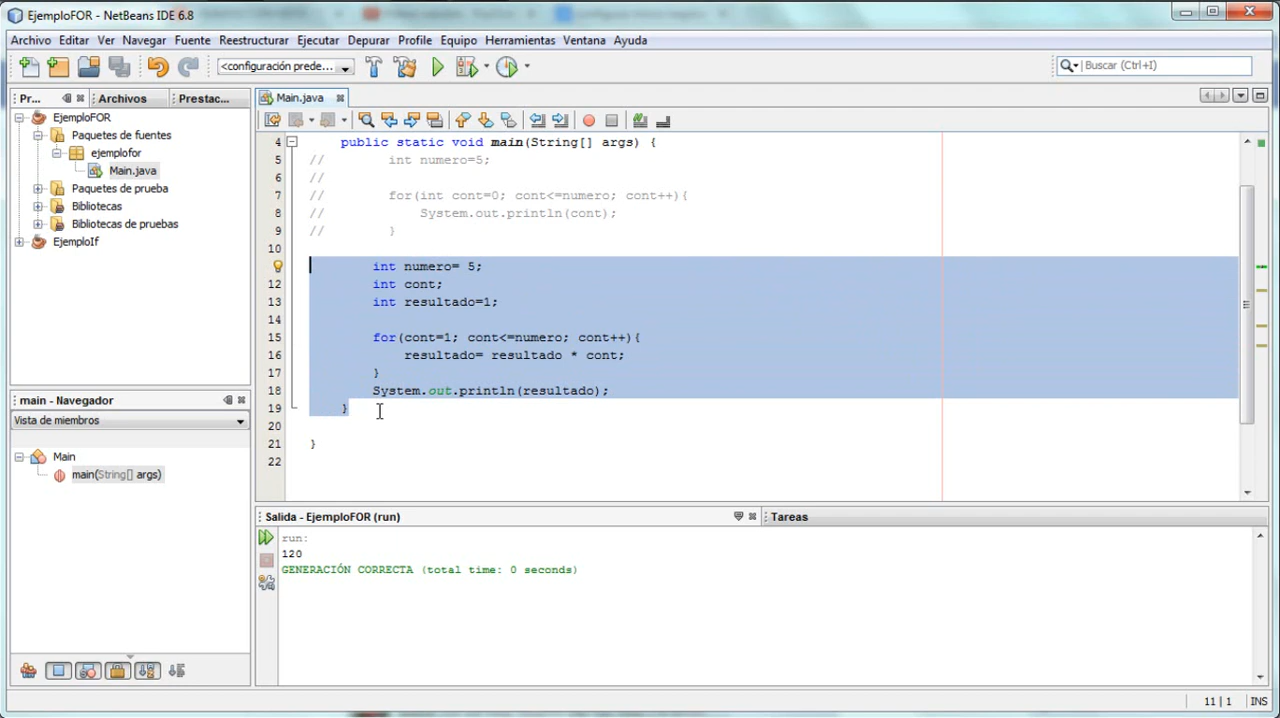 EjemploFOR - NetBeans IDE 6.8
Archivo Editar Ver Navegar Fuente Reestructurar Ejecutar Depurar Profile Equipo Herramientas Ventana Ayuda
<configuración prede...
Buscar (Ctrl+I)
Pr... Archivos Prestac...
Main.java
EjemploFOR
Paquetes de fuentes
ejemplofor
Main.java
Paquetes de prueba
Bibliotecas
Bibliotecas de pruebas
EjemploIf
4 public static void main(String[] args) {
5 // int numero=5;
6 //
7 // for(int cont=0; cont<=numero; cont++){
8 // System.out.println(cont);
9 // }
10
int numero= 5;
12 int cont;
13 int resultado=1;
14
15 for(cont=1; cont<=numero; cont++){
16 resultado= resultado * cont;
17 }
18 System.out.println(resultado);
19 }
20
21 }
22
main - Navegador
Vista de miembros
Main
main(String[] args)
Salida - EjemploFOR (run)
Tareas
run:
120
GENERACIÓN CORRECTA (total time: 0 seconds)
11 | 1 INS